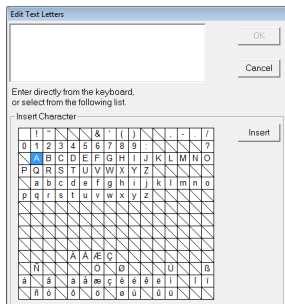 Edit Text Letters
OK
Cancel
Enter directly from the keyboard,
or select from the following list.
Insert Character
Insert
! " & ' ( ) , - . /
0 1 2 3 4 5 6 7 8 9 : ?
A B C D E F G H I J K L M N O
P Q R S T U V W X Y Z
a b c d e f g h i j k l m n o
p q r s t u v w x y z
Ä Å Æ Ç
Ñ Ö Ø Ü ß
à á â ä å æ ç è é ê ë ì î ï
ñ ò ô ö ø ù û ü